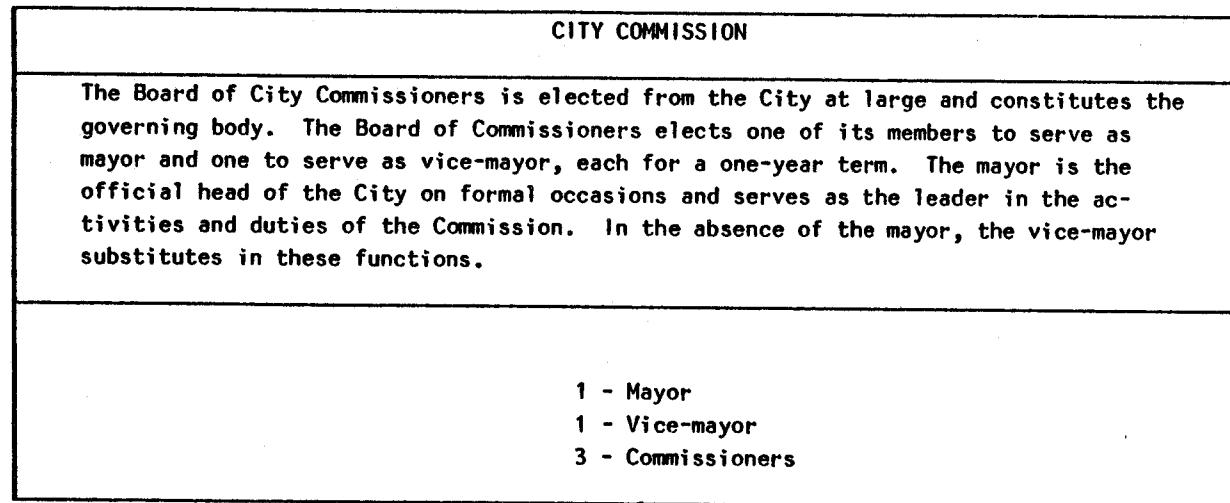 CITY COMMISSION
The Board of City Commissioners is elected from the City at large and constitutes the
governing body. The Board of Commissioners elects one of its members to serve as
mayor and one to serve as vice-mayor, each for a one-year term. The mayor is the
official head of the City on formal occasions and serves as the leader in the ac-
tivities and duties of the Commission. In the absence of the mayor, the vice-mayor
substitutes in these functions.
1 - Mayor
1 - Vice-mayor
3 - Commissioners